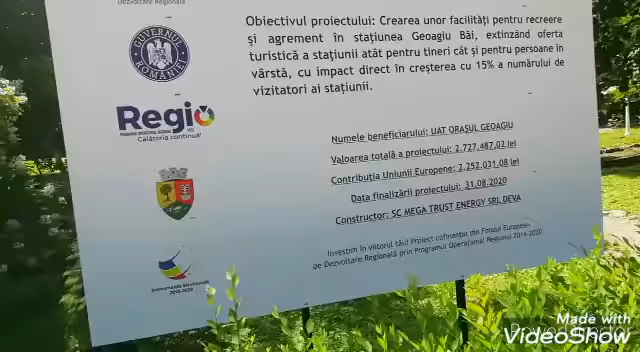 Dezvoltare Regională
GUVERNUL ROMÂNIEI
Regio
PROGRAMUL OPERAȚIONAL REGIONAL
Călătoria continuă!
Instrumente Structurale
2014-2020
Obiectivul proiectului: Crearea unor facilități pentru recreere
și agrement în stațiunea Geoagiu Băi, extinzând oferta
turistică a stațiunii atât pentru tineri cât și pentru persoane în
vârstă, cu impact direct în creșterea cu 15% a numărului de
vizitatori ai stațiunii.
Numele beneficiarului: UAT ORAȘUL GEOAGIU
Valoarea totală a proiectului: 2.727.487,02 lei
Contribuția Uniunii Europene: 2.252.031,08 lei
Data finalizării proiectului: 31.08.2020
Constructor: SC MEGA TRUST ENERGY SRL DEVA
Investim în viitorul tău! Proiect cofinanțat din Fondul European
de Dezvoltare Regională prin Programul Operațional Regional 2014-2020
Made with
VideoShow